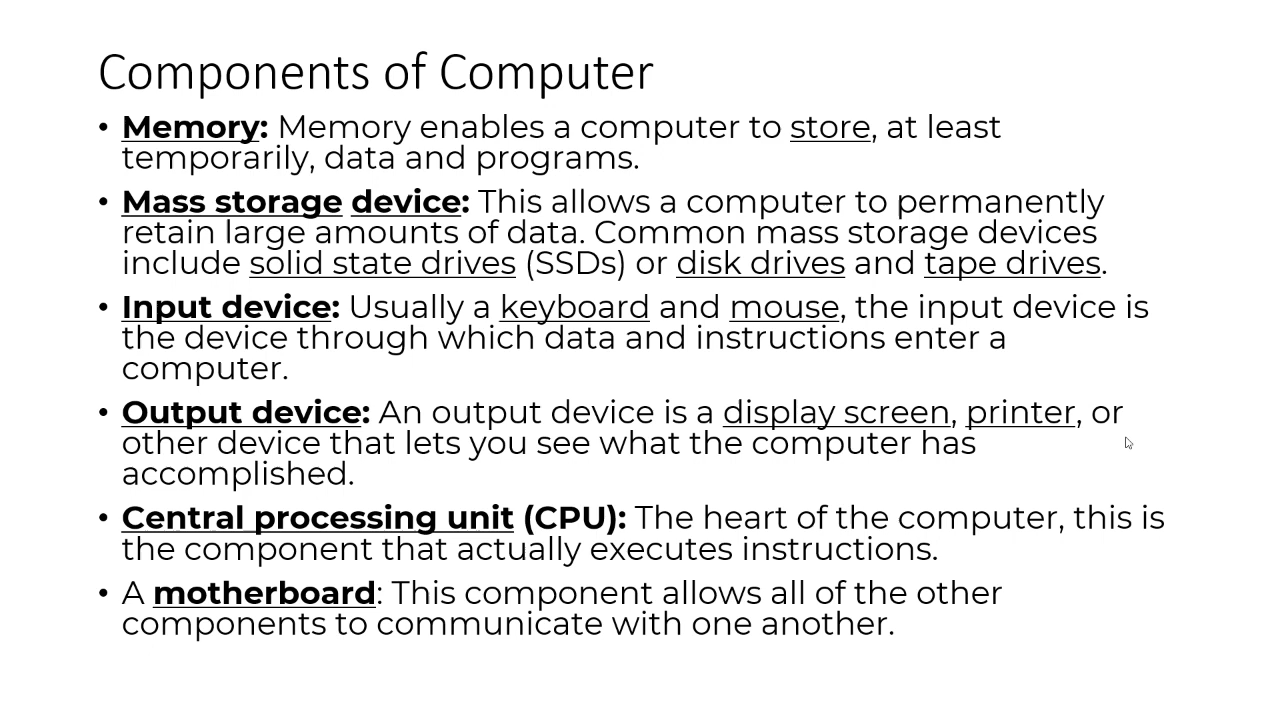 Components of Computer
• Memory: Memory enables a computer to store, at least
temporarily, data and programs.
• Mass storage device: This allows a computer to permanently
retain large amounts of data. Common mass storage devices
include solid state drives (SSDs) or disk drives and tape drives.
• Input device: Usually a keyboard and mouse, the input device is
the device through which data and instructions enter a
computer.
• Output device: An output device is a display screen, printer, or
other device that lets you see what the computer has
accomplished.
• Central processing unit (CPU): The heart of the computer, this is
the component that actually executes instructions.
• A motherboard: This component allows all of the other
components to communicate with one another.